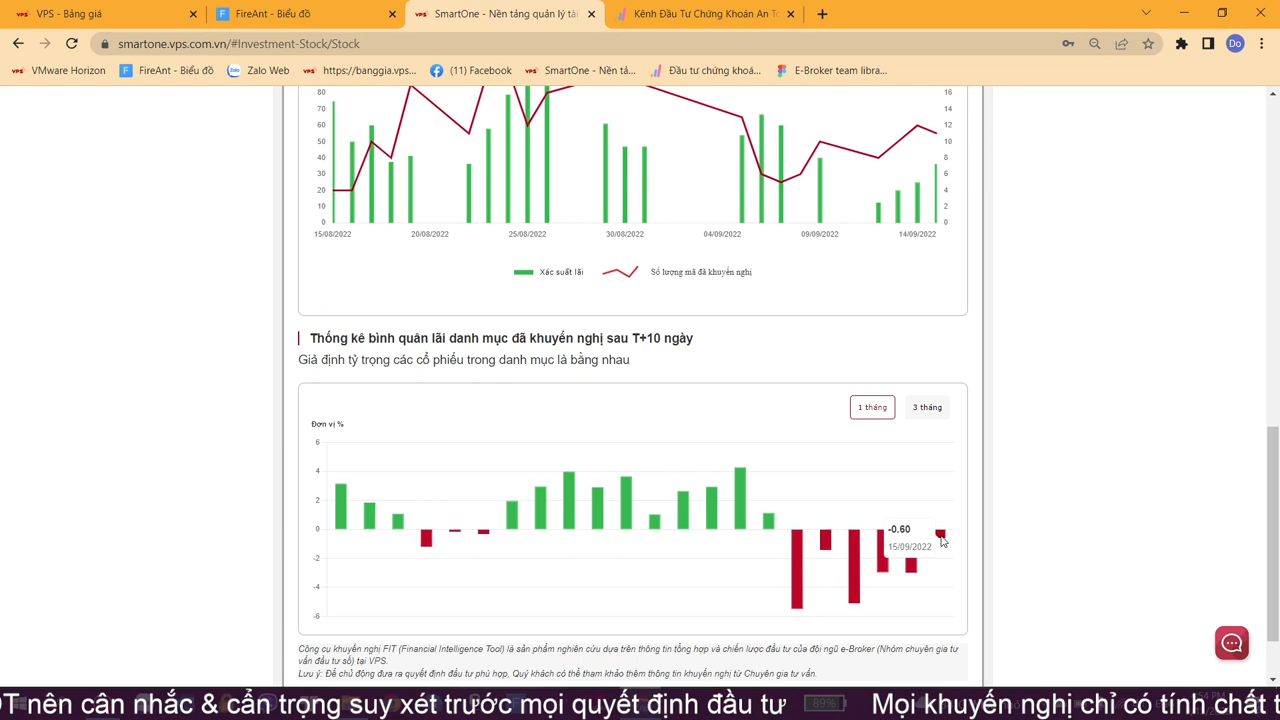 VPS - Bảng giá
FireAnt - Biểu đồ
SmartOne - Nền tảng quản lý tài
Kênh Đầu Tư Chứng Khoán An To
smartone.vps.com.vn/#Investment-Stock/Stock
Do
VMware Horizon
FireAnt - Biểu đồ
Zalo Web
https://banggia.vps...
(11) Facebook
SmartOne - Nền tả...
Đầu tư chứng khoá...
E-Broker team libra...
80
70
60
50
40
30
20
10
0
16
14
12
10
8
6
4
2
0
15/08/2022 20/08/2022 25/08/2022 30/08/2022 04/09/2022 09/09/2022 14/09/2022
Xác suất lãi Số lượng mã đã khuyến nghị
Thống kê bình quân lãi danh mục đã khuyến nghị sau T+10 ngày
Giả định tỷ trọng các cổ phiếu trong danh mục là bằng nhau
1 tháng 3 tháng
Đơn vị %
6
4
2
0
-2
-4
-6
-0.60
15/09/2022
Công cụ khuyến nghị FIT (Financial Intelligence Tool) là sản phẩm nghiên cứu dựa trên thông tin tổng hợp và chiến lược đầu tư của đội ngũ e-Broker (Nhóm chuyên gia tư
vấn đầu tư số) tại VPS.
Lưu ý: Để chủ động đưa ra quyết định đầu tư phù hợp, Quý khách có thể tham khảo thêm thông tin khuyến nghị từ Chuyên gia tư vấn.
T nên cân nhắc & cẩn trọng suy xét trước mọi quyết định đầu tư Mọi khuyến nghị chỉ có tính chất t
89%